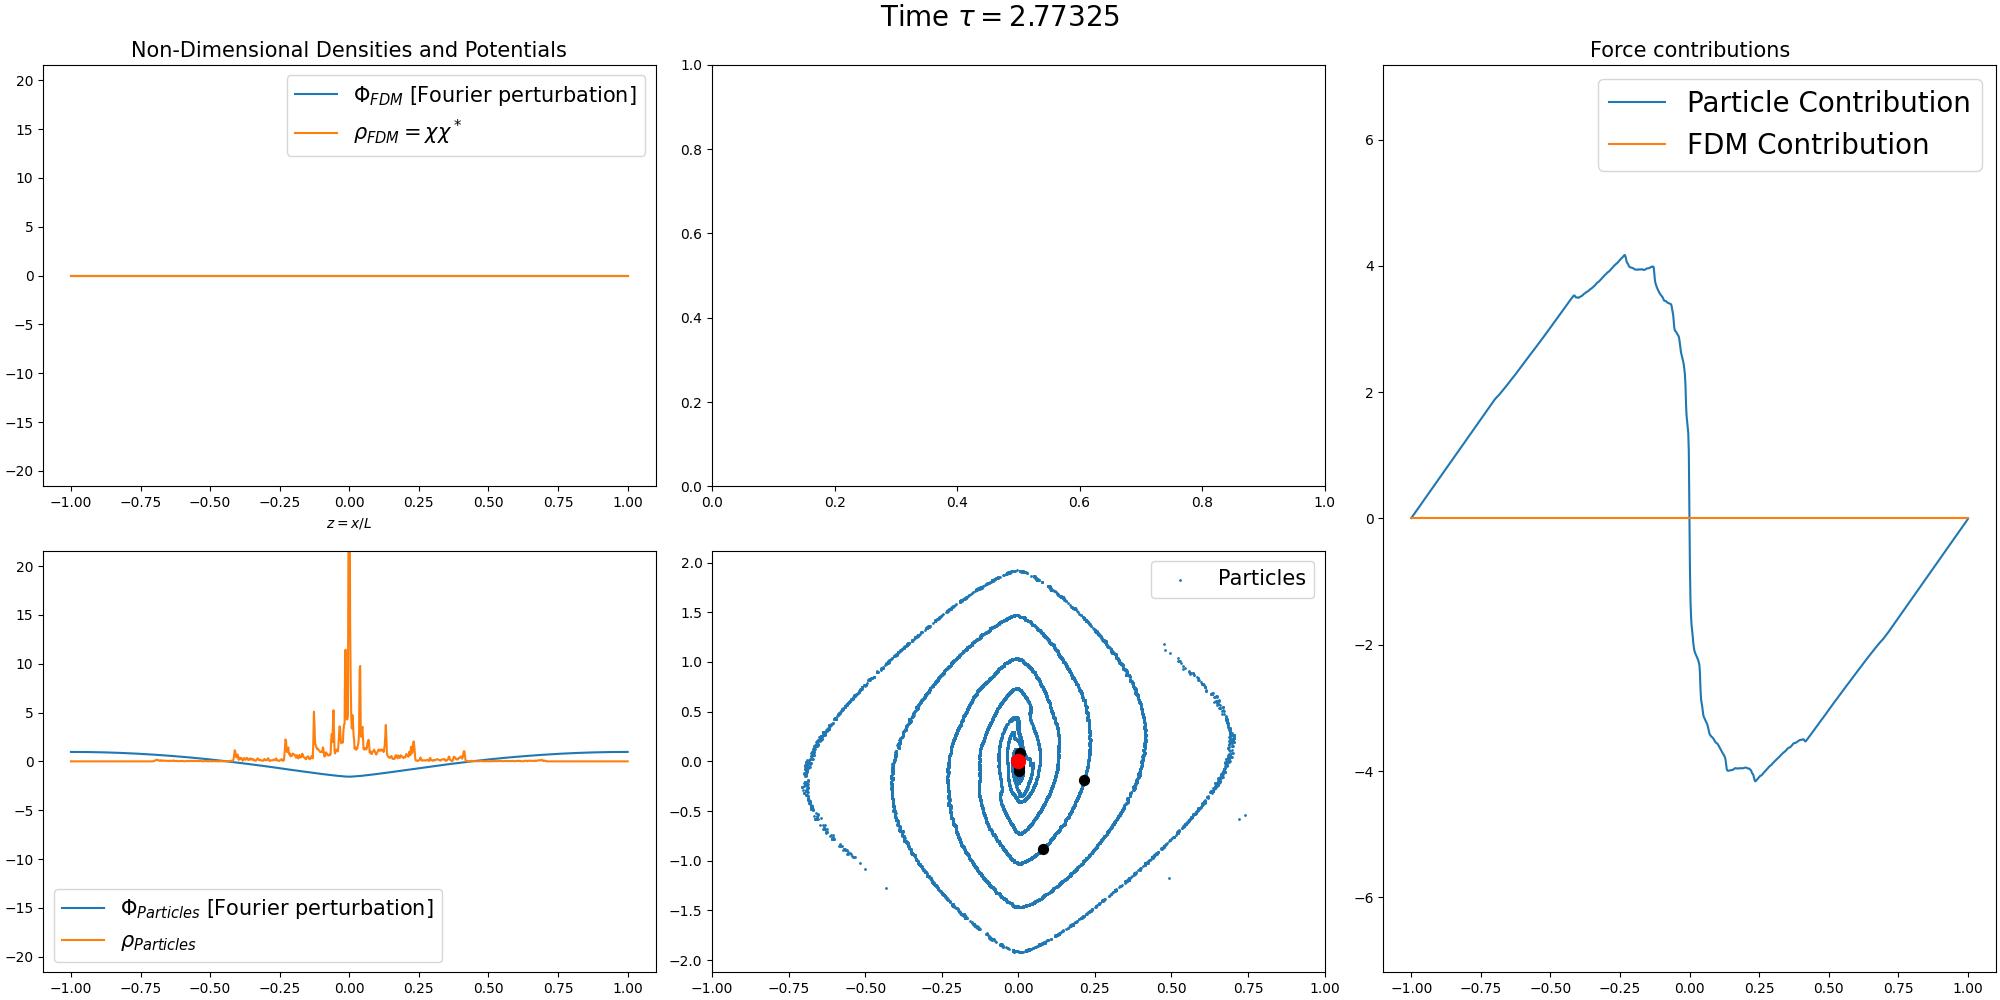 Time τ = 2.77325
Non-Dimensional Densities and Potentials
Φ_FDM [Fourier perturbation]
ρ_FDM = χχ*
20
15
10
5
0
−5
−10
−15
−20
−1.00 −0.75 −0.50 −0.25 0.00 0.25 0.50 0.75 1.00
z = x/L
1.0
0.8
0.6
0.4
0.2
0.0
0.0 0.2 0.4 0.6 0.8 1.0
Force contributions
Particle Contribution
FDM Contribution
6
4
2
0
−2
−4
−6
−1.00 −0.75 −0.50 −0.25 0.00 0.25 0.50 0.75 1.00
20
15
10
5
0
−5
−10
−15
−20
Φ_Particles [Fourier perturbation]
ρ_Particles
−1.00 −0.75 −0.50 −0.25 0.00 0.25 0.50 0.75 1.00
Particles
2.0
1.5
1.0
0.5
0.0
−0.5
−1.0
−1.5
−2.0
−1.00 −0.75 −0.50 −0.25 0.00 0.25 0.50 0.75 1.00